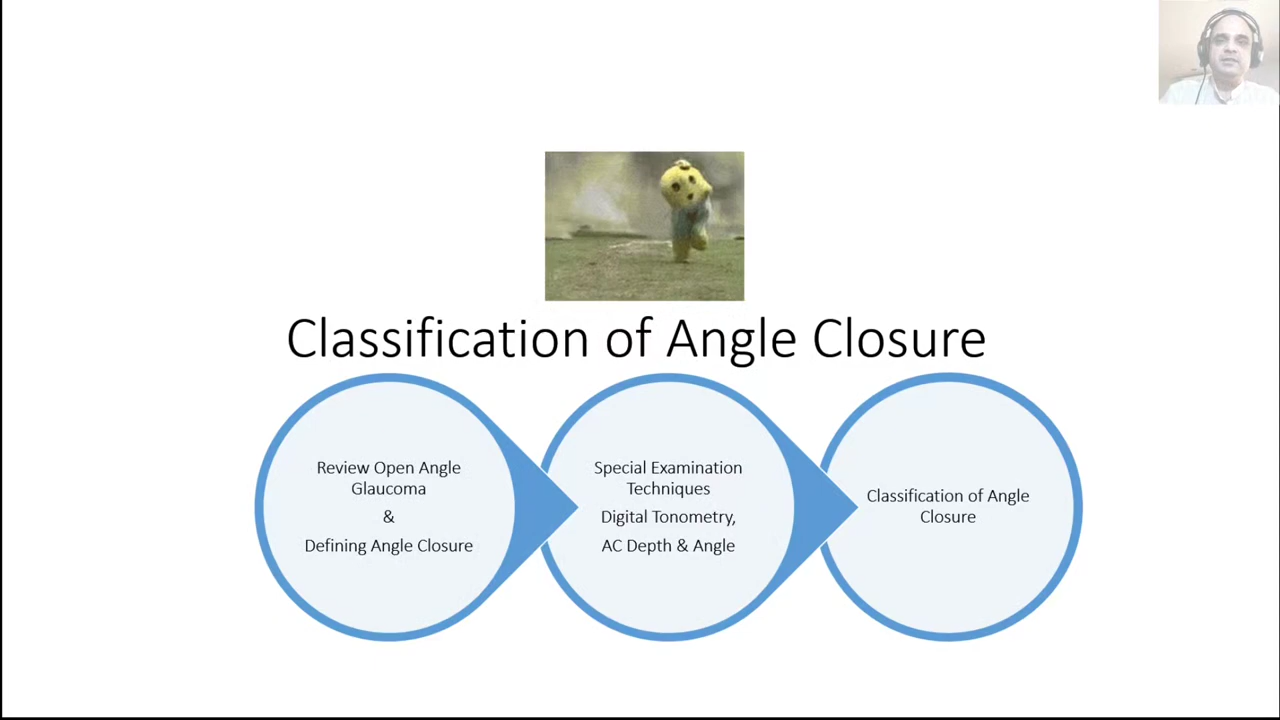 Classification of Angle Closure
Review Open Angle
Glaucoma
&
Defining Angle Closure
Special Examination
Techniques
Digital Tonometry,
AC Depth & Angle
Classification of Angle
Closure